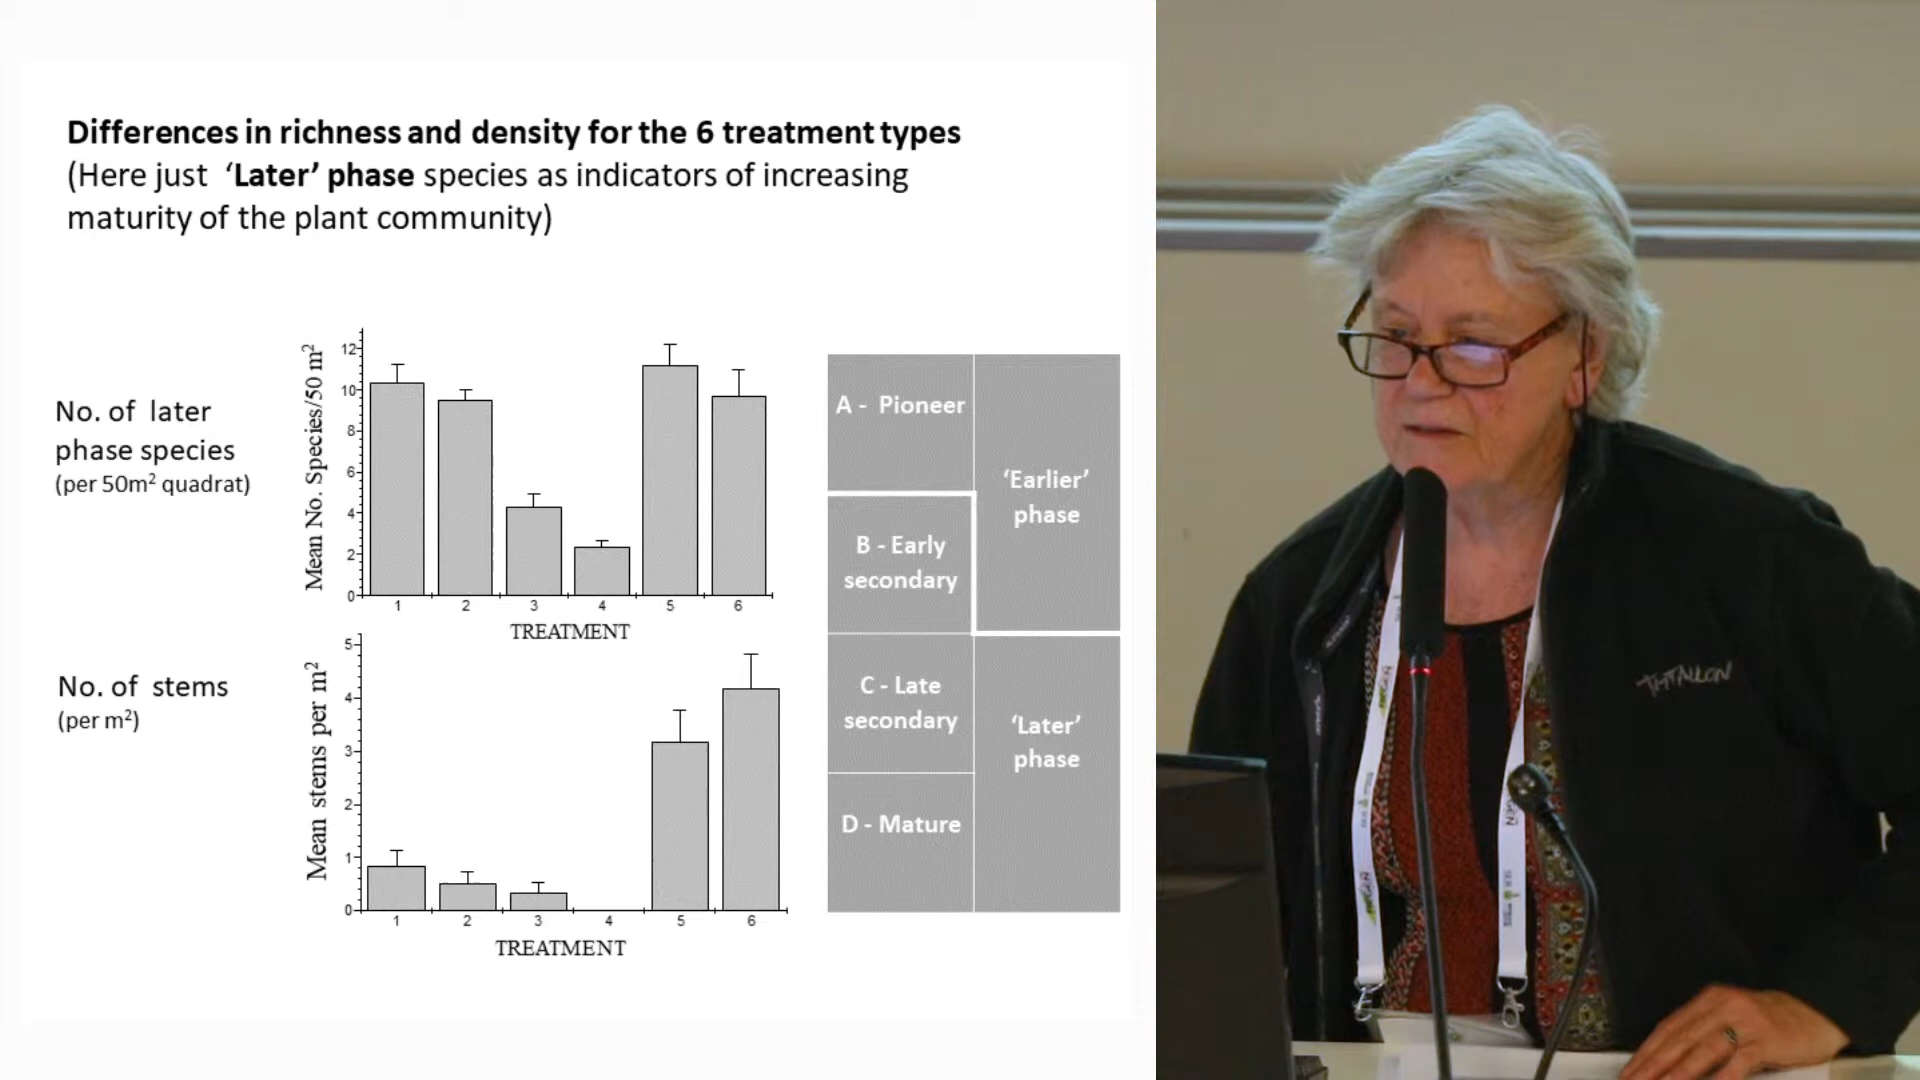 Differences in richness and density for the 6 treatment types
(Here just ‘Later’ phase species as indicators of increasing
maturity of the plant community)
No. of later
phase species
(per 50m² quadrat)
Mean No. Species/50 m²
12
10
8
6
4
2
0
1 2 3 4 5 6
TREATMENT
No. of stems
(per m²)
Mean stems per m²
5
4
3
2
1
0
1 2 3 4 5 6
TREATMENT
A - Pioneer
‘Earlier’
phase
B - Early
secondary
C - Late
secondary
‘Later’
phase
D - Mature